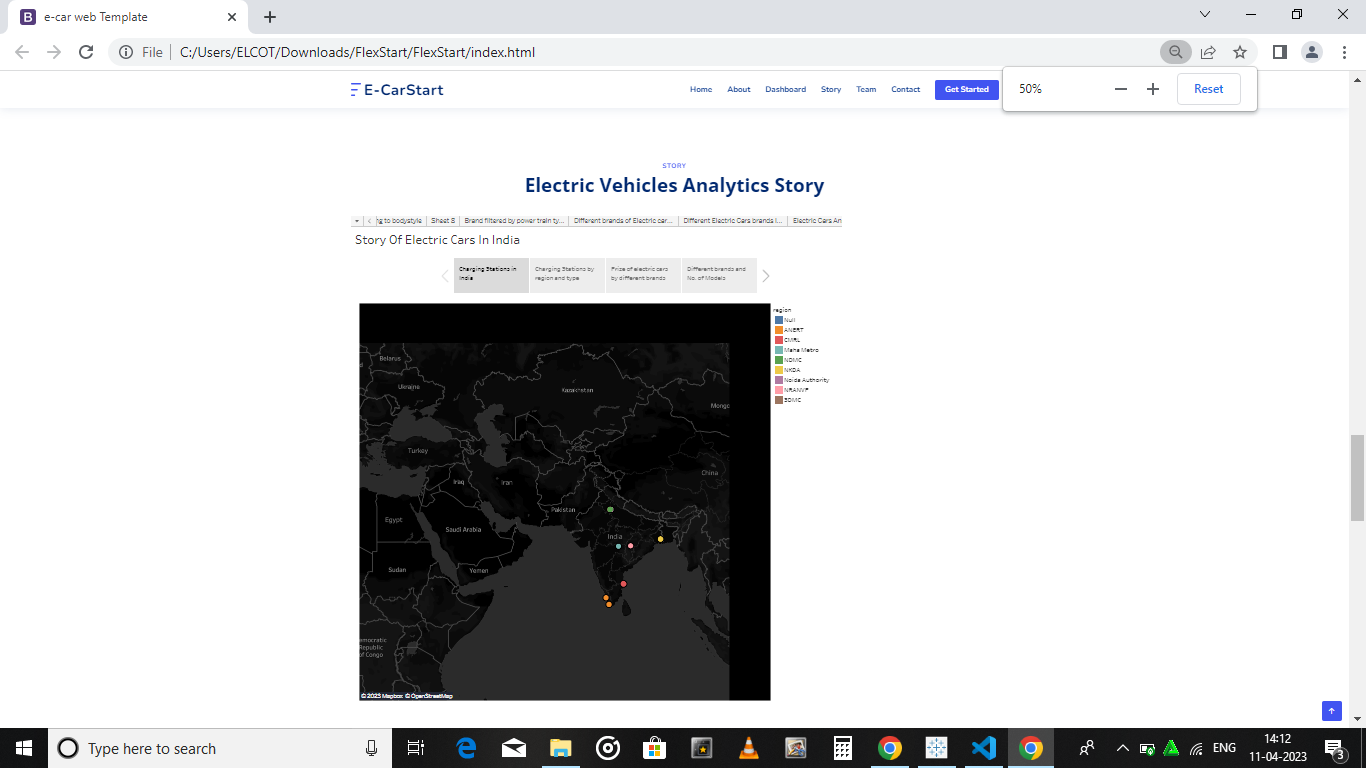 e-car web Template
File
C:/Users/ELCOT/Downloads/FlexStart/FlexStart/index.html
50%
Reset
E-CarStart
Home
About
Dashboard
Story
Team
Contact
Get Started
STORY
Electric Vehicles Analytics Story
ng to bodystyle
Sheet 8
Brand filtered by power train ty...
Different brands of Electric car...
Different Electric Cars brands i...
Electric Cars An
Story Of Electric Cars In India
Charging Stations in
India
Charging Stations by
region and type
Prize of electric cars
by different brands
Different brands and
No. of Models
region
Null
ANERT
CMRL
Maha Metro
NDMC
NKDA
Noida Authority
NRANVP
SDMC
Belarus
Ukraine
Kazakhstan
Mongo
Turkey
China
Iraq
Iran
Pakistan
Egypt
Saudi Arabia
India
Sudan
Yemen
emocratic
Republic
of Congo
© 2023 Mapbox © OpenStreetMap
Type here to search
ENG
14:12
11-04-2023
3